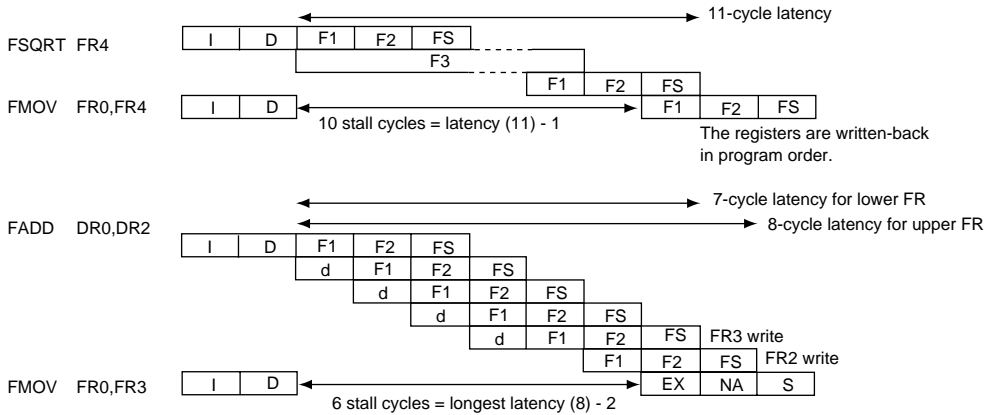 11-cycle latency
FSQRT FR4 I D F1 F2 FS
F3
F1 F2 FS
FMOV FR0,FR4 I D F1 F2 FS
10 stall cycles = latency (11) - 1
The registers are written-back
in program order.
7-cycle latency for lower FR
8-cycle latency for upper FR
FADD DR0,DR2
I D F1 F2 FS
d F1 F2 FS
d F1 F2 FS
d F1 F2 FS
d F1 F2 FS FR3 write
F1 F2 FS FR2 write
FMOV FR0,FR3 I D EX NA S
6 stall cycles = longest latency (8) - 2